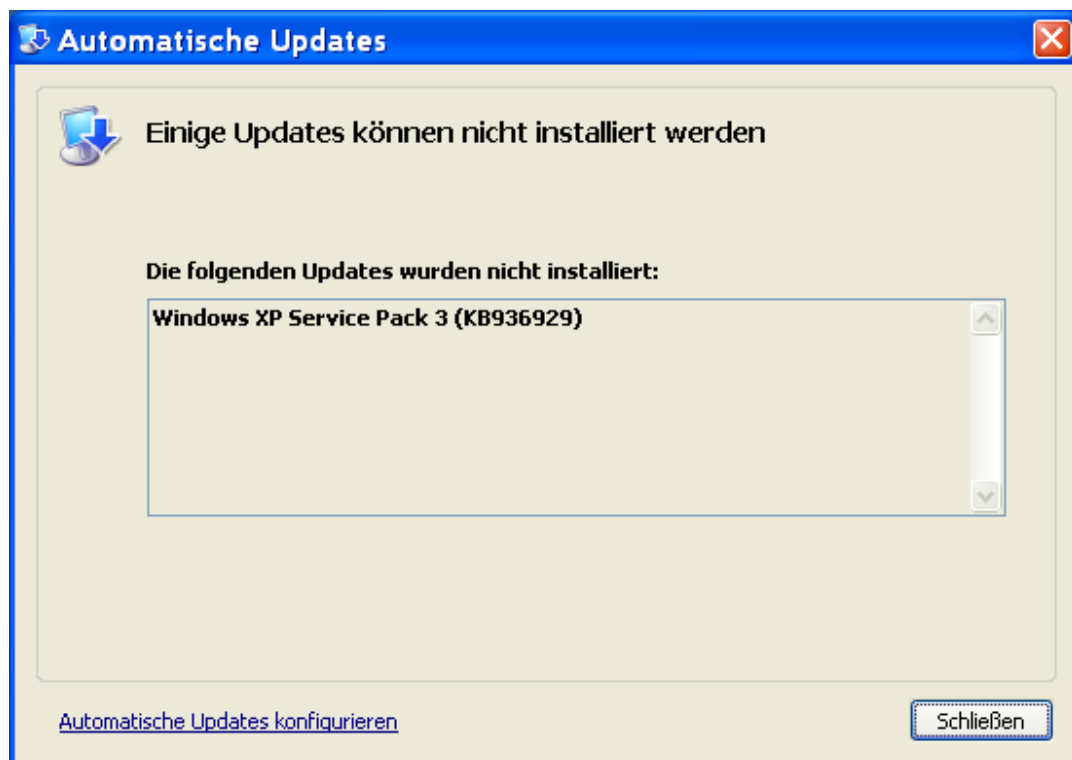 Automatische Updates
Einige Updates können nicht installiert werden
Die folgenden Updates wurden nicht installiert:
Windows XP Service Pack 3 (KB936929)
Automatische Updates konfigurieren
Schließen